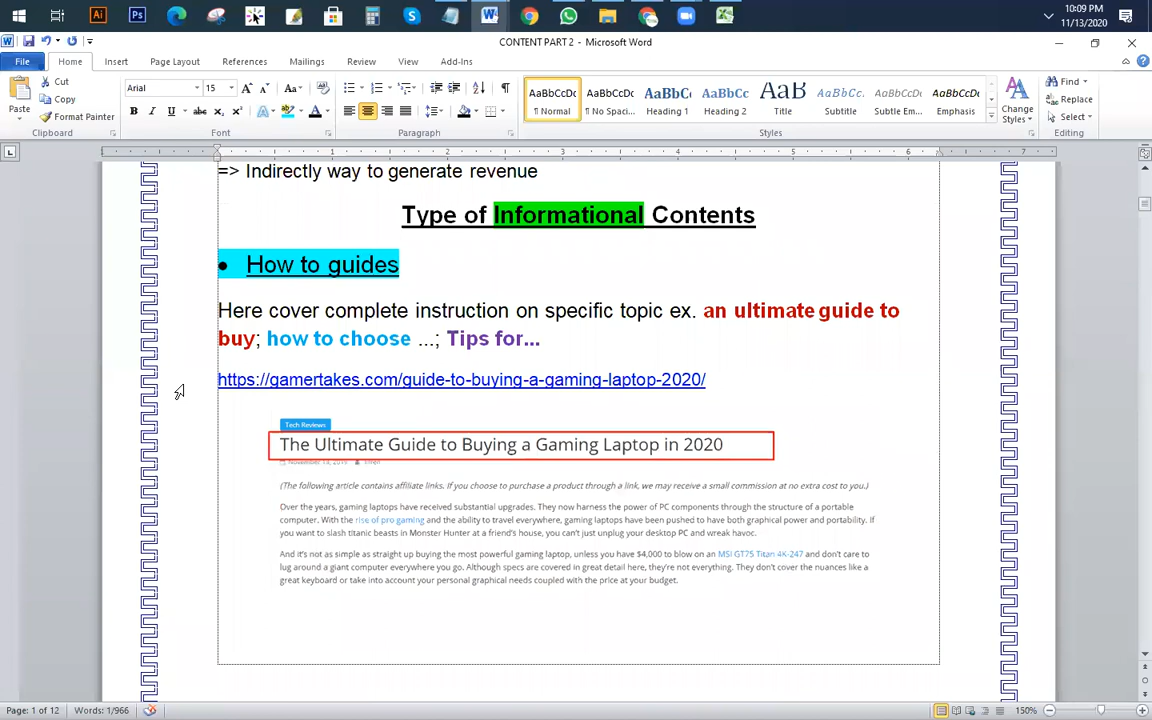 10:09 PM
11/13/2020
CONTENT PART 2 - Microsoft Word
File Home Insert Page Layout References Mailings Review View Add-Ins
Paste
Cut
Copy
Format Painter
Clipboard
Arial 15
Font
Paragraph
AaBbCcDc AaBbCcDc AaBbC AaBbCc AaB AaBbCc. AaBbCcDc AaBbCcDc
¶ Normal ¶ No Spaci... Heading 1 Heading 2 Title Subtitle Subtle Em... Emphasis
Styles
Change
Styles
Find
Replace
Select
Editing
1 2 3 4 5 6 7
=> Indirectly way to generate revenue
Type of Informational Contents
• How to guides
Here cover complete instruction on specific topic ex. an ultimate guide to
buy; how to choose ...; Tips for...
https://gamertakes.com/guide-to-buying-a-gaming-laptop-2020/
Tech Reviews
The Ultimate Guide to Buying a Gaming Laptop in 2020
(The following article contains affiliate links. If you choose to purchase a product through a link, we may receive a small commission at no extra cost to you.)
Over the years, gaming laptops have received substantial upgrades. They now harness the power of PC components through the structure of a portable
computer. With the rise of pro gaming and the ability to travel everywhere, gaming laptops have been pushed to have both graphical power and portability. If
you want to slash titanic beasts in Monster Hunter at a friend's house, you can't just unplug your desktop PC and wreak havoc.
And it's not as simple as straight up buying the most powerful gaming laptop, unless you have $4,000 to blow on an MSI GT75 Titan 4K-247 and don't care to
lug around a giant computer everywhere you go. Although specs are covered in great detail here, they're not everything. They don't cover the nuances like a
great keyboard or take into account your personal graphical needs coupled with the price at your budget.
Page: 1 of 12 Words: 1/966 150%